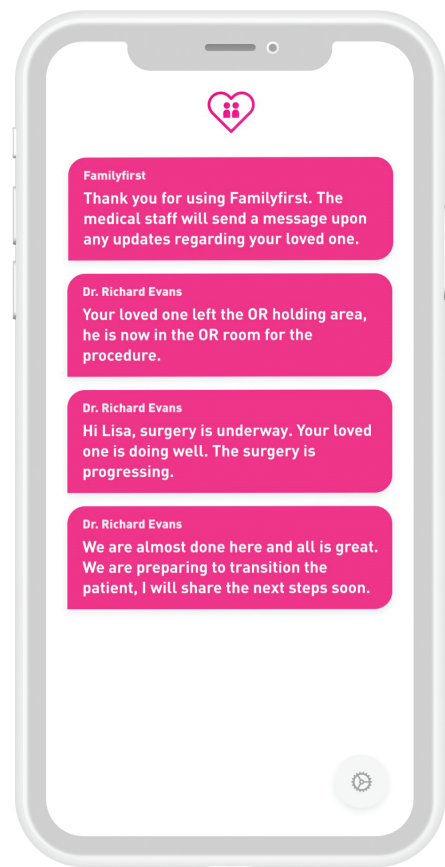 Familyfirst
Thank you for using Familyfirst. The
medical staff will send a message upon
any updates regarding your loved one.
Dr. Richard Evans
Your loved one left the OR holding area,
he is now in the OR room for the
procedure.
Dr. Richard Evans
Hi Lisa, surgery is underway. Your loved
one is doing well. The surgery is
progressing.
Dr. Richard Evans
We are almost done here and all is great.
We are preparing to transition the
patient, I will share the next steps soon.